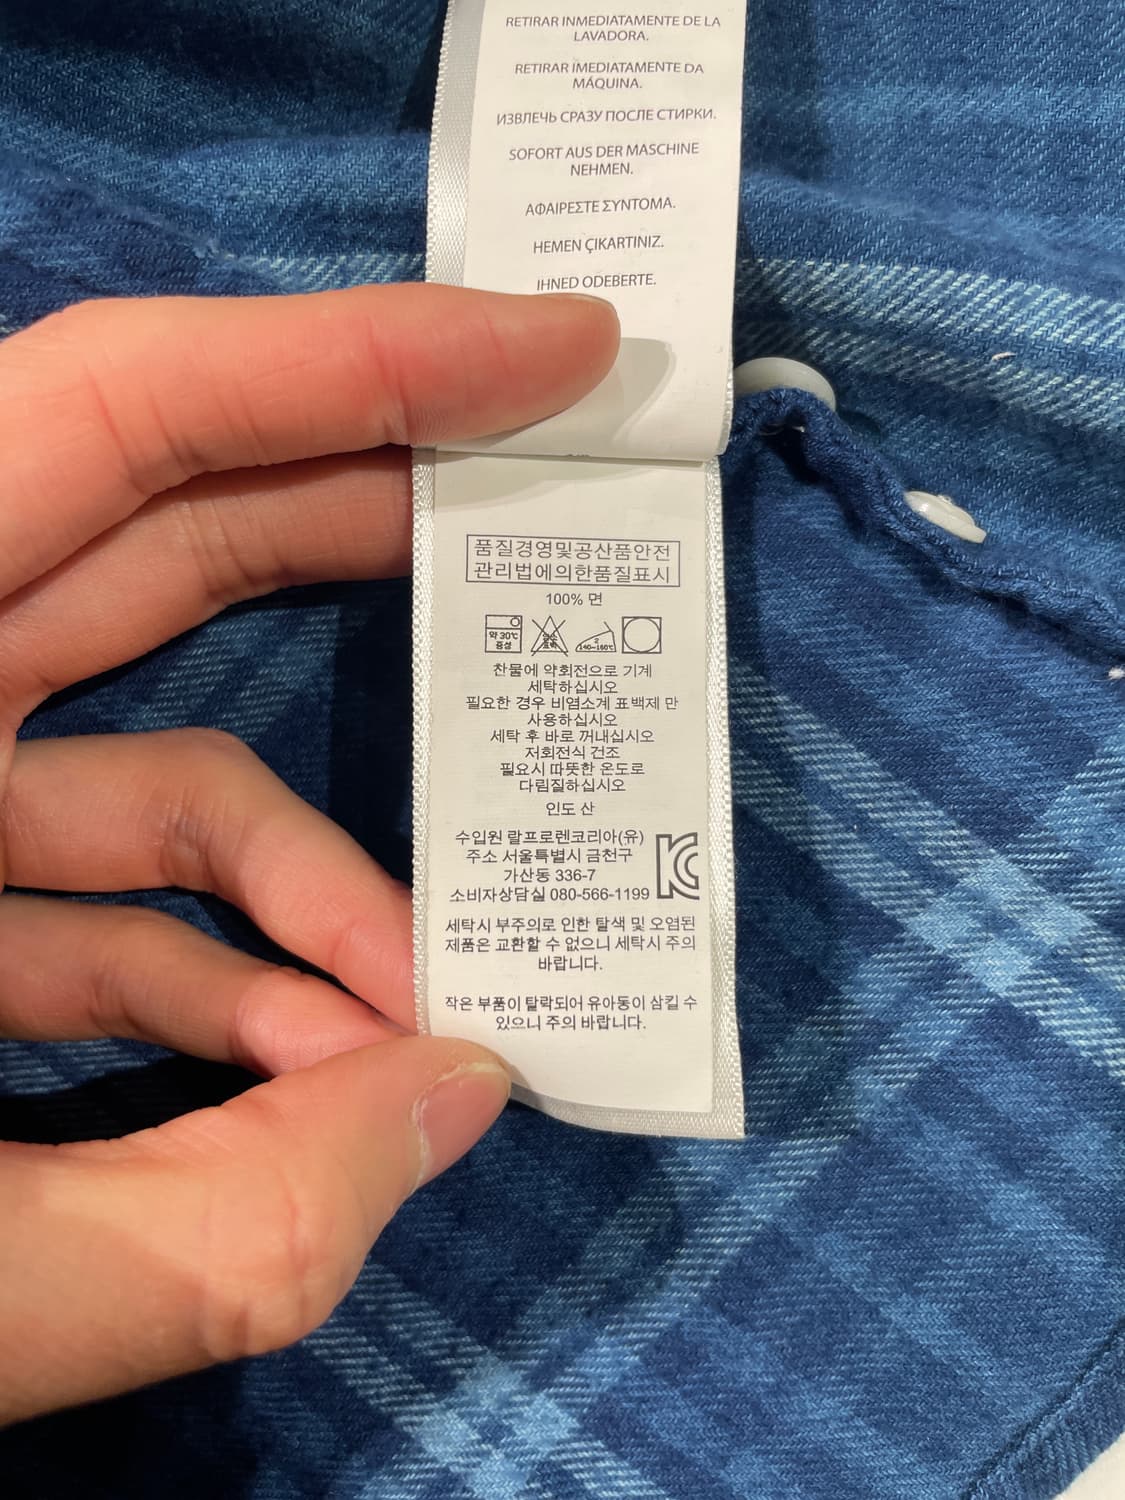 RETIRAR INMEDIATAMENTE DE LA
LAVADORA.
RETIRAR IMEDIATAMENTE DA
MÁQUINA.
ИЗВЛЕЧЬ СРАЗУ ПОСЛЕ СТИРКИ.
SOFORT AUS DER MASCHINE
NEHMEN.
ΑΦΑΙΡΕΣΤΕ ΣΥΝΤΟΜΑ.
HEMEN ÇIKARTINIZ.
IHNED ODEBERTE.
품질경영및공산품안전
관리법에의한품질표시
100% 면
약 30℃
중성
염소
표백
2
140~160℃
찬물에 약회전으로 기계
세탁하십시오
필요한 경우 비염소계 표백제 만
사용하십시오
세탁 후 바로 꺼내십시오
저회전식 건조
필요시 따뜻한 온도로
다림질하십시오
인도 산
수입원 랄프로렌코리아(유)
주소 서울특별시 금천구
가산동 336-7
소비자상담실 080-566-1199
세탁시 부주의로 인한 탈색 및 오염된
제품은 교환할 수 없으니 세탁시 주의
바랍니다.
작은 부품이 탈락되어 유아동이 삼킬 수
있으니 주의 바랍니다.